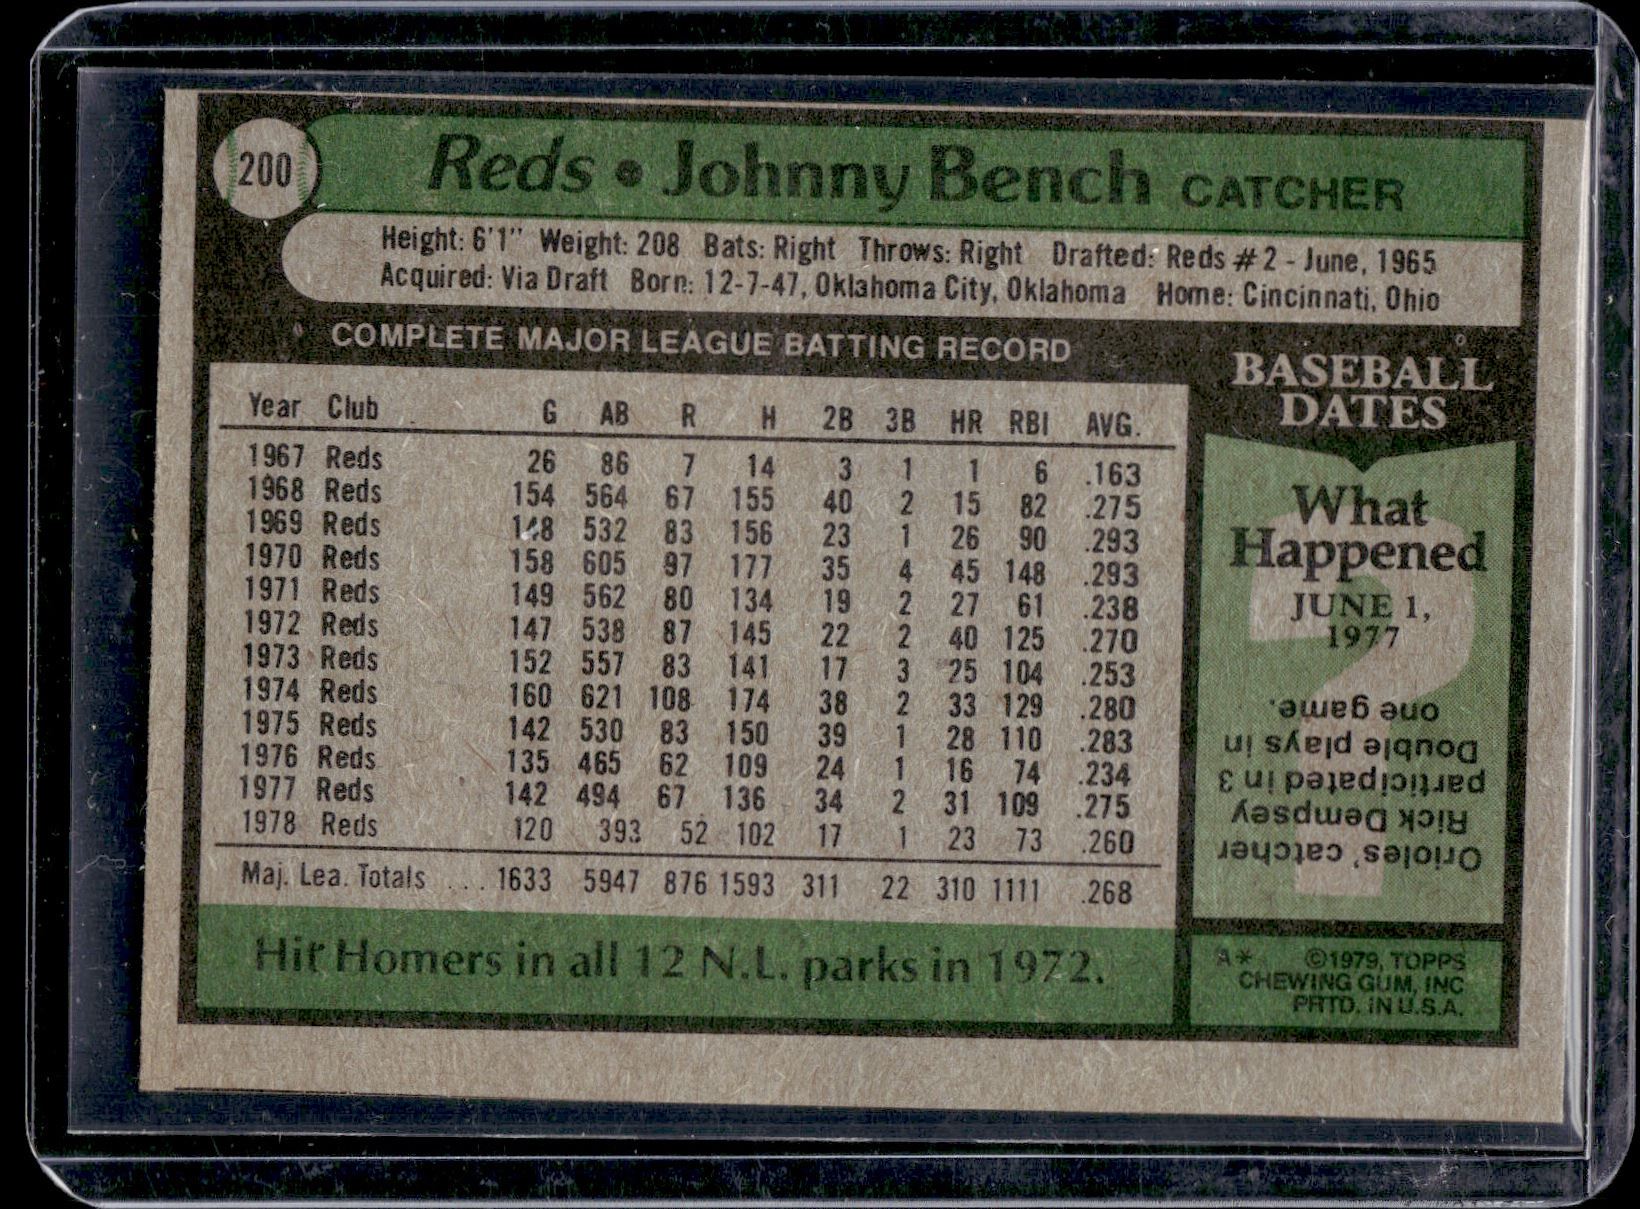 200
Reds • Johnny Bench CATCHER
Height: 6'1" Weight: 208 Bats: Right Throws: Right Drafted: Reds #2 - June, 1965
Acquired: Via Draft Born: 12-7-47, Oklahoma City, Oklahoma Home: Cincinnati, Ohio
COMPLETE MAJOR LEAGUE BATTING RECORD
Year Club G AB R H 2B 3B HR RBI AVG.
1967 Reds 26 86 7 14 3 1 1 6 .163
1968 Reds 154 564 67 155 40 2 15 82 .275
1969 Reds 148 532 83 156 23 1 26 90 .293
1970 Reds 158 605 97 177 35 4 45 148 .293
1971 Reds 149 562 80 134 19 2 27 61 .238
1972 Reds 147 538 87 145 22 2 40 125 .270
1973 Reds 152 557 83 141 17 3 25 104 .253
1974 Reds 160 621 108 174 38 2 33 129 .280
1975 Reds 142 530 83 150 39 1 28 110 .283
1976 Reds 135 465 62 109 24 1 16 74 .234
1977 Reds 142 494 67 136 34 2 31 109 .275
1978 Reds 120 393 52 102 17 1 23 73 .260
Maj. Lea. Totals ... 1633 5947 876 1593 311 22 310 1111 .268
Hit Homers in all 12 N.L. parks in 1972.
BASEBALL
DATES
What
Happened
JUNE 1,
1977
Orioles' catcher
Rick Dempsey
participated in 3
Double plays in
one game.
A* ©1979, TOPPS
CHEWING GUM, INC
PRTD. IN U.S.A.